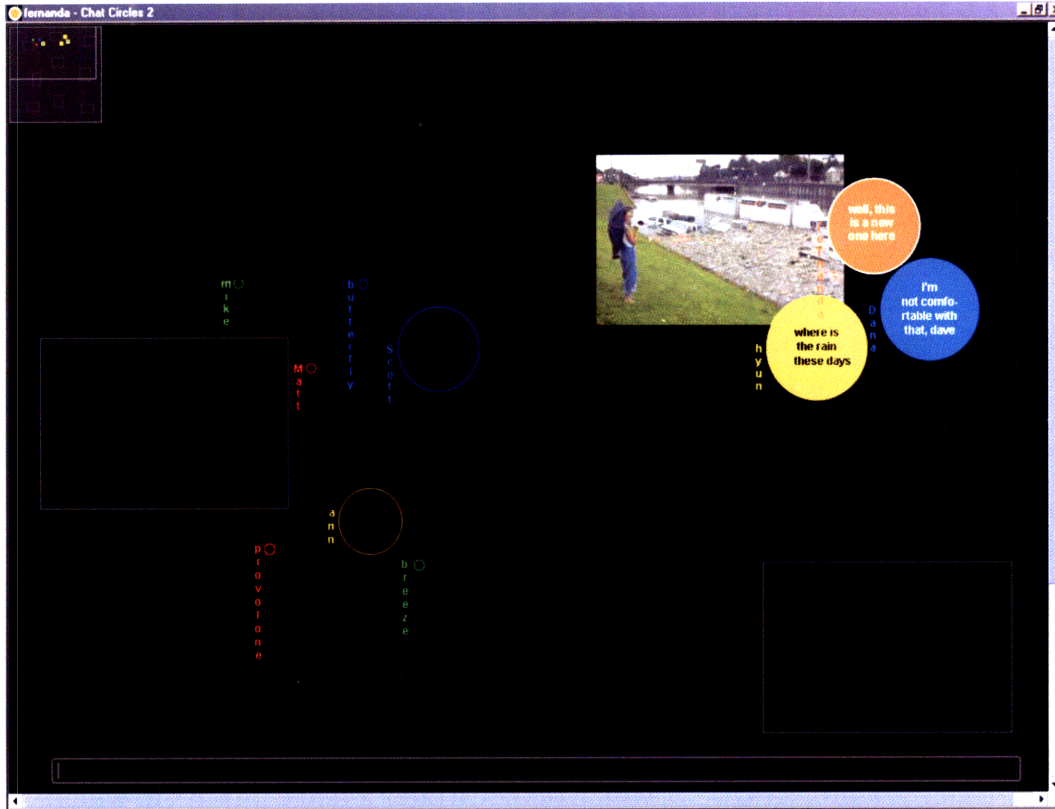 fernanda - Chat Circles 2
well, this
is a new
one here
fernanda
I'm
not comfo-
rtable with
that, dave
Dana
where is
the rain
these days
hyun
mike
butterfly
Scott
Matt
ann
provolone
breeze